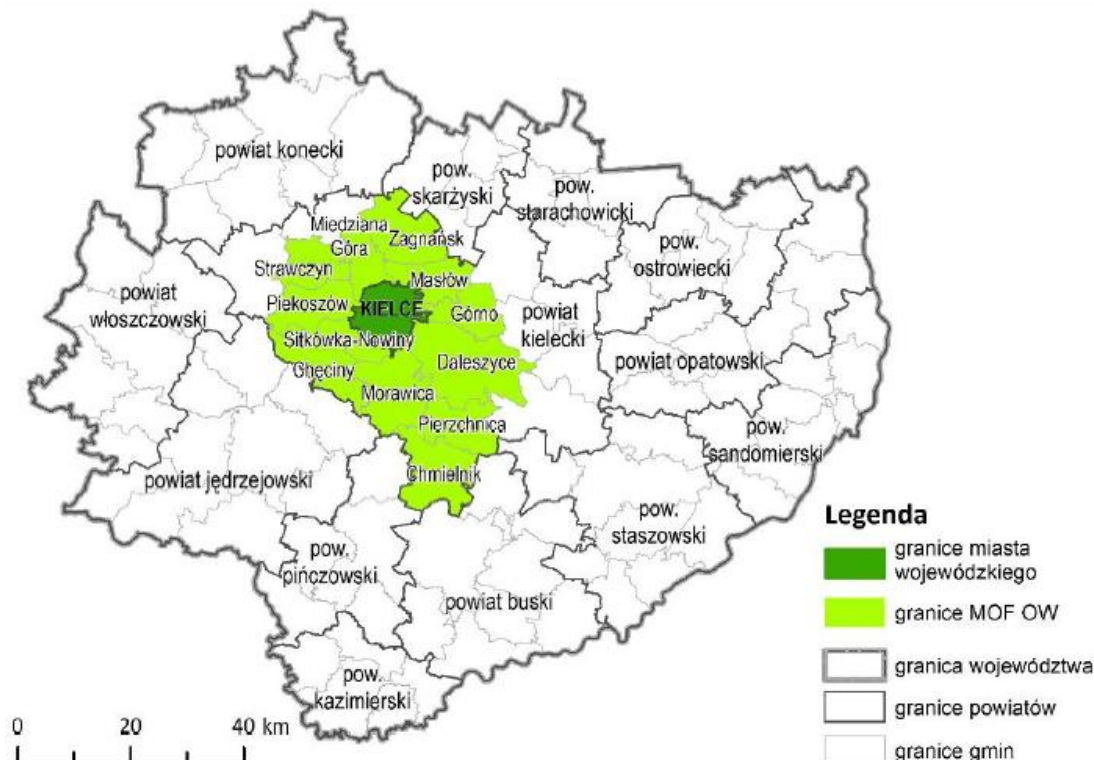 powiat konecki
pow.
skarżyski
pow.
starachowicki
Miedziana
Góra
Zagnańsk
pow.
ostrowiecki
Strawczyn
Masłów
powiat
włoszczowski
Piekoszów
KIELCE
Górno
powiat
kielecki
Sitkówka-Nowiny
Daleszyce
powiat opatowski
Chęciny
Morawica
Pierzchnica
pow.
sandomierski
powiat jędrzejowski
Chmielnik
pow.
staszowski
pow.
pińczowski
powiat buski
pow.
kazimierski
0 20 40 km
Legenda
granice miasta
wojewódzkiego
granice MOF OW
granica województwa
granice powiatów
granice gmin